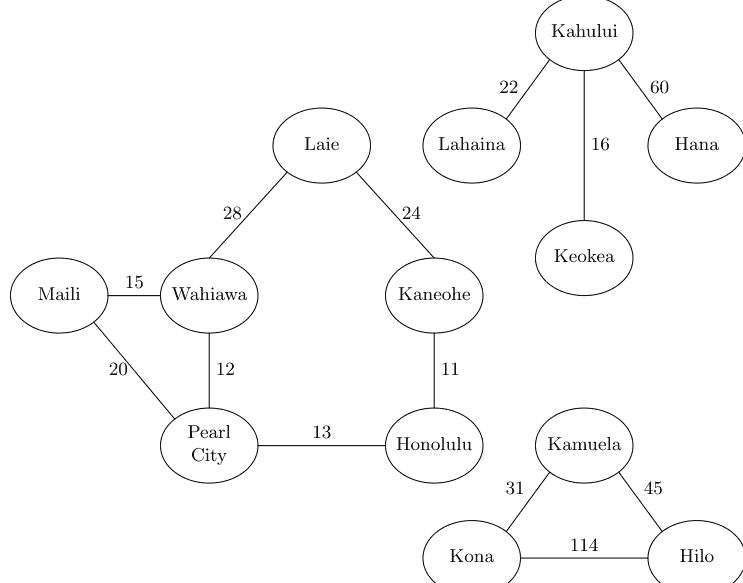 Kahului
22
60
Laie
Lahaina
16
Hana
28
24
Keokea
15
Maili
Wahiawa
Kaneohe
20
12
11
Pearl
City
13
Honolulu
Kamuela
31
45
114
Kona
Hilo